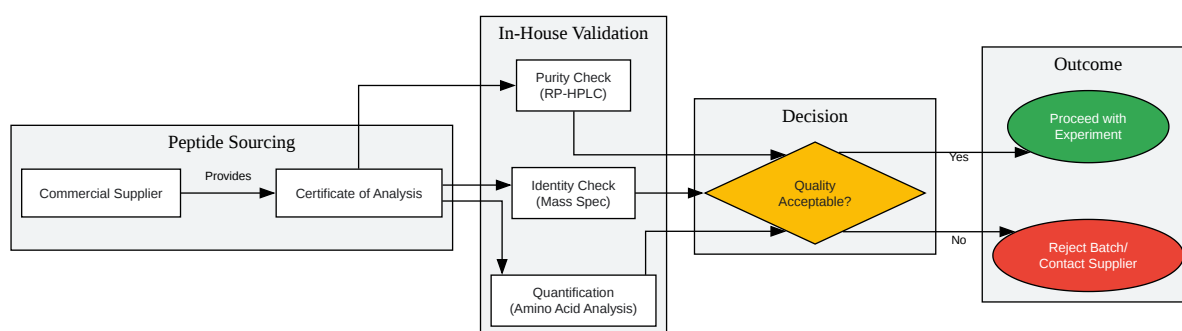 Peptide Sourcing
Commercial Supplier
Provides
Certificate of Analysis
In-House Validation
Purity Check
(RP-HPLC)
Identity Check
(Mass Spec)
Quantification
(Amino Acid Analysis)
Decision
Quality
Acceptable?
Yes
No
Outcome
Proceed with
Experiment
Reject Batch/
Contact Supplier